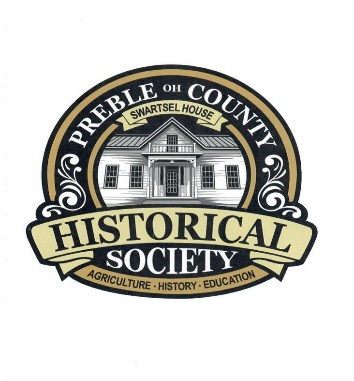 PREBLE OH COUNTY
SWARTSEL HOUSE
HISTORICAL
SOCIETY
AGRICULTURE · HISTORY · EDUCATION